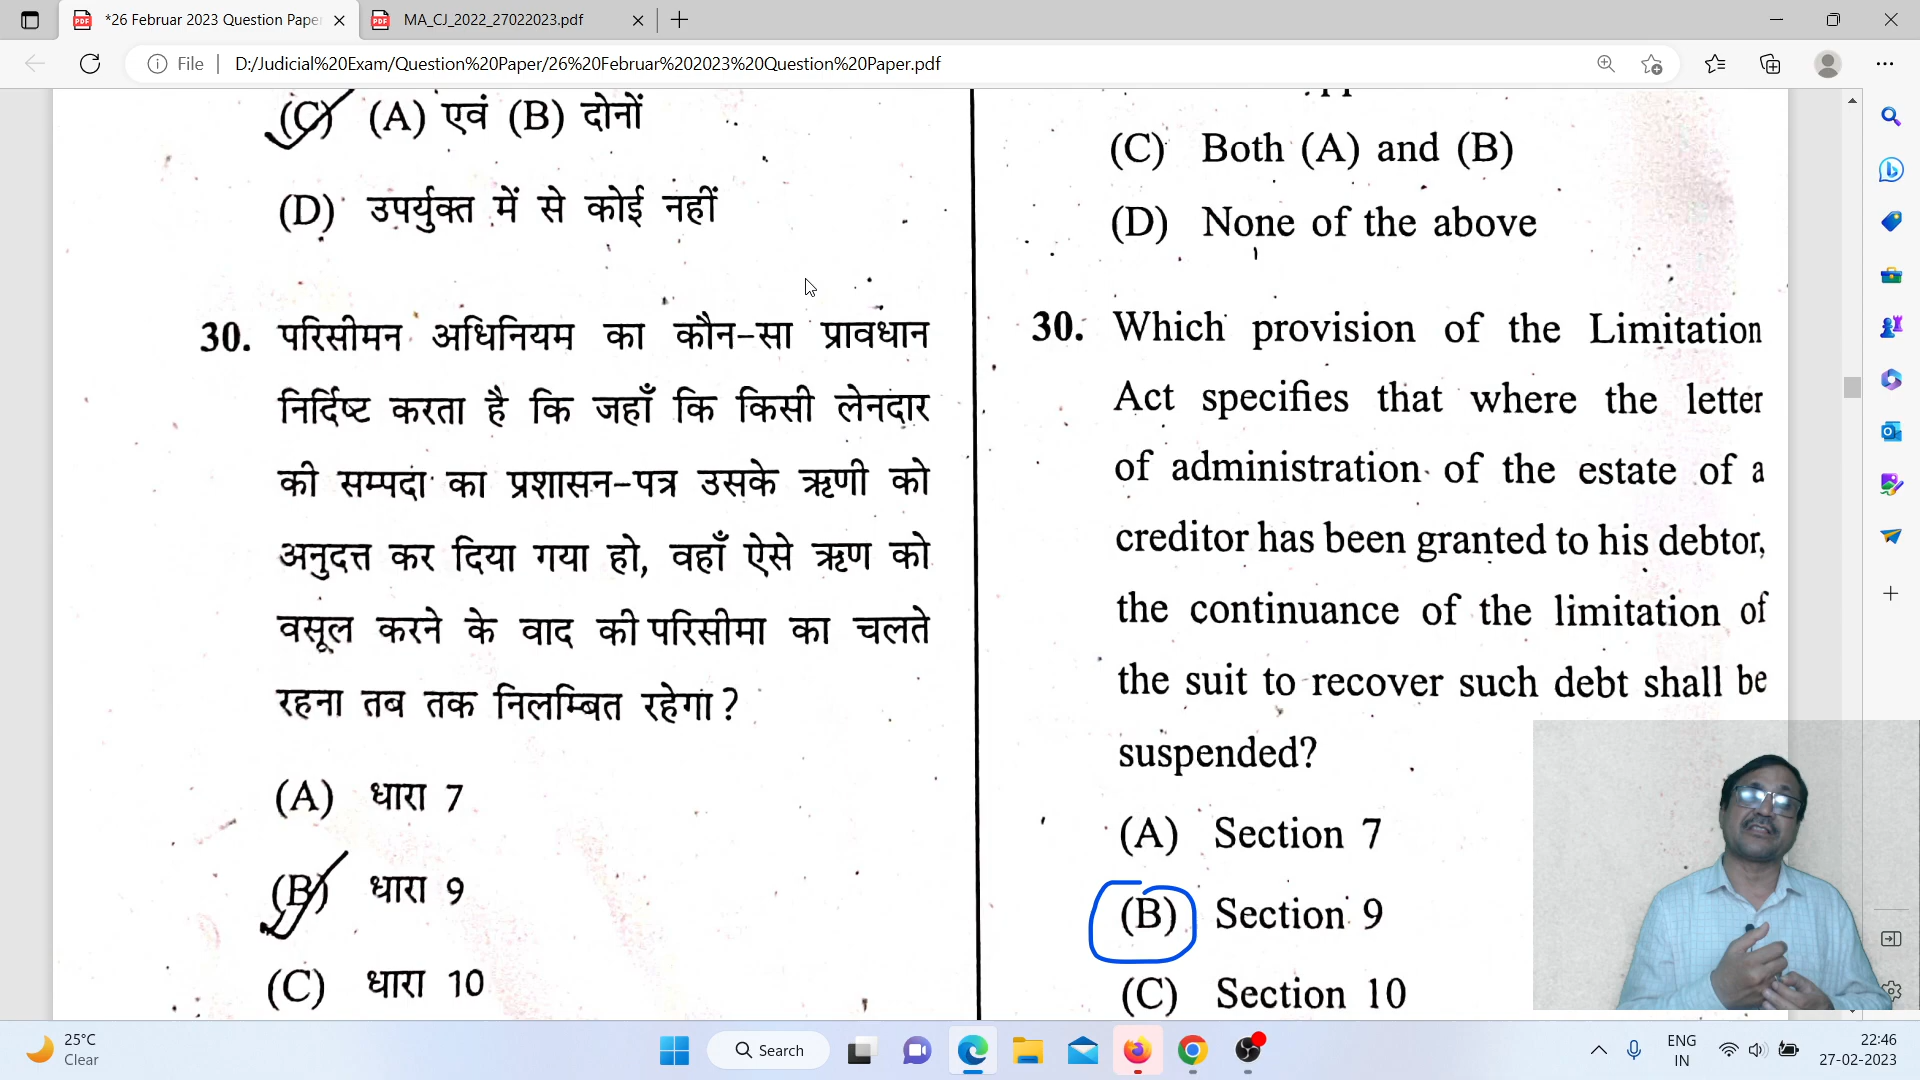 *26 Februar 2023 Question Pape
MA_CJ_2022_27022023.pdf
File
D:/Judicial%20Exam/Question%20Paper/26%20Februar%202023%20Question%20Paper.pdf
(C) (A) एवं (B) दोनों
(D) उपर्युक्त में से कोई नहीं
30. परिसीमन अधिनियम का कौन-सा प्रावधान
निर्दिष्ट करता है कि जहाँ कि किसी लेनदार
की सम्पदा का प्रशासन-पत्र उसके ऋणी को
अनुदत्त कर दिया गया हो, वहाँ ऐसे ऋण को
वसूल करने के वाद की परिसीमा का चलते
रहना तब तक निलम्बित रहेगा?
(A) धारा 7
(B) धारा 9
(C) धारा 10
(C) Both (A) and (B)
(D) None of the above
30. Which provision of the Limitation
Act specifies that where the letter
of administration of the estate of a
creditor has been granted to his debtor,
the continuance of the limitation of
the suit to recover such debt shall be
suspended?
(A) Section 7
(B) Section 9
(C) Section 10
25°C
Clear
Search
ENG
IN
22:46
27-02-2023